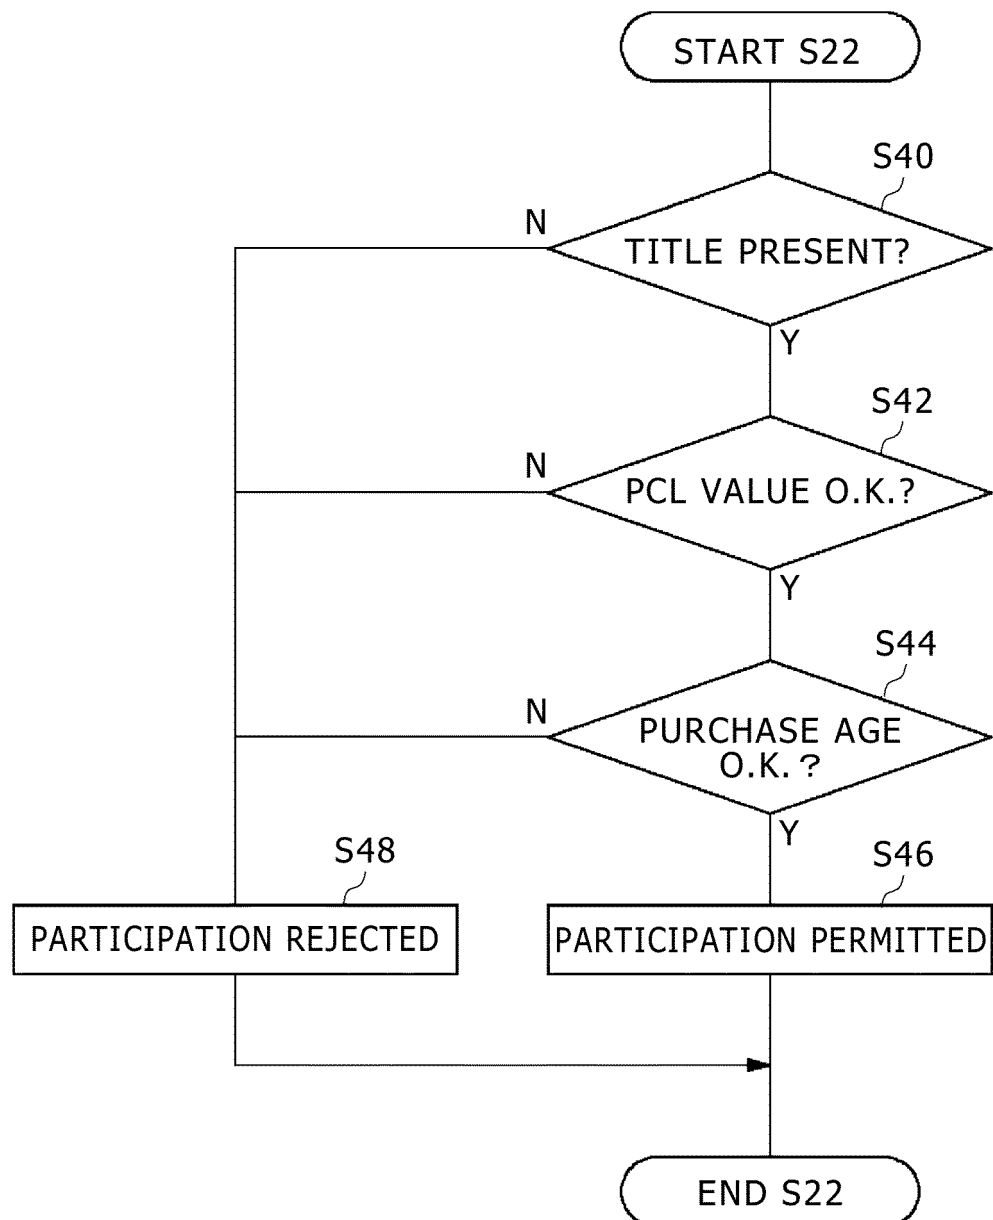 START S22
S40
N
TITLE PRESENT?
Y
S42
N
PCL VALUE O.K.?
Y
S44
N
PURCHASE AGE
O.K. ?
Y
S48
S46
PARTICIPATION REJECTED
PARTICIPATION PERMITTED
END S22